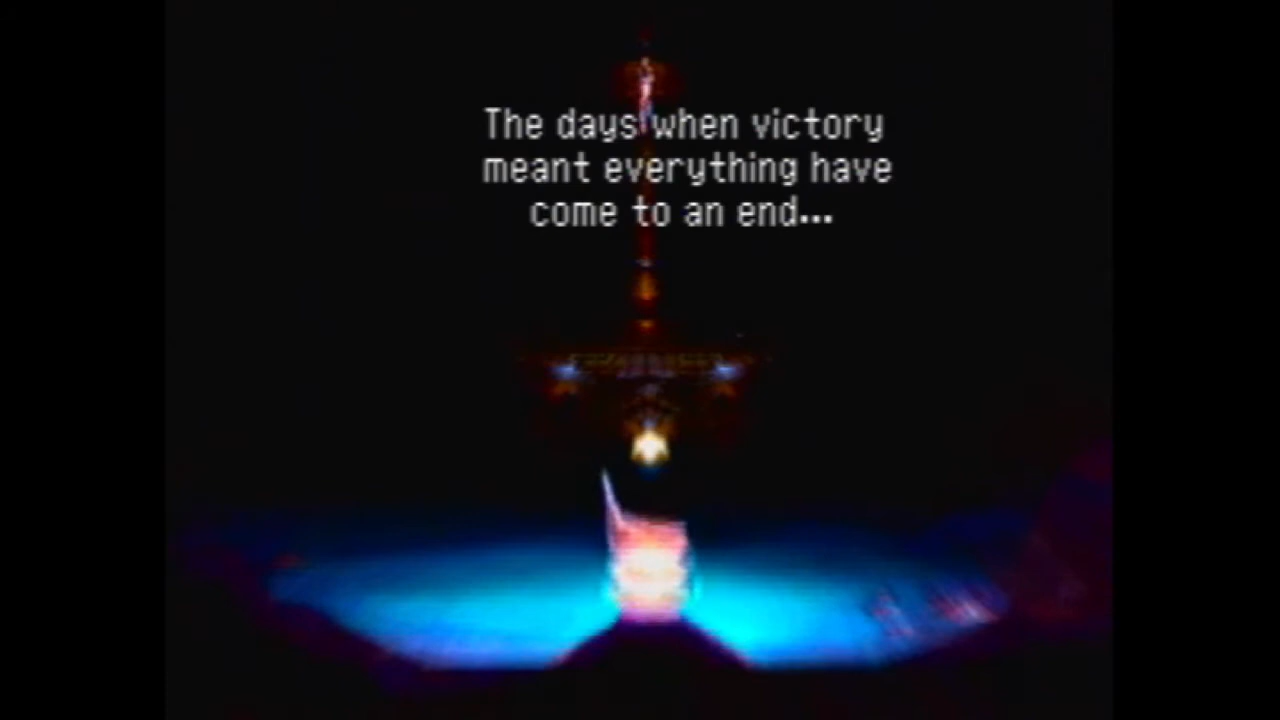 The days when victory
meant everything have
come to an end...